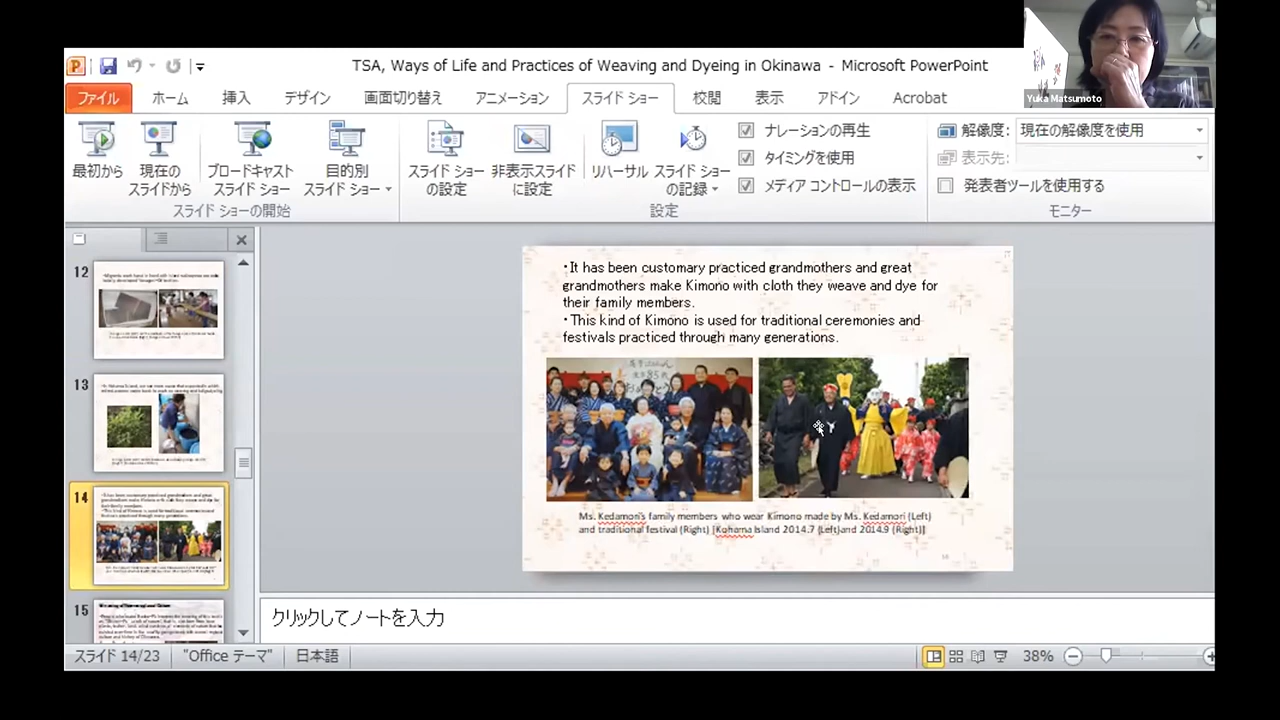 TSA, Ways of Life and Practices of Weaving and Dyeing in Okinawa - Microsoft PowerPoint
Yuka Matsumoto
ファイル ホーム 挿入 デザイン 画面切り替え アニメーション スライド ショー 校閲 表示 アドイン Acrobat
最初から
現在の
スライドから
ブロードキャスト
スライド ショー
目的別
スライド ショー
スライド ショーの開始
スライド ショー
の設定
非表示スライド
に設定
リハーサル
スライド ショー
の記録
ナレーションの再生
タイミングを使用
メディア コントロールの表示
設定
解像度: 現在の解像度を使用
表示先:
発表者ツールを使用する
モニター
12
13
14
15
・It has been customary practiced grandmothers and great
grandmothers make Kimono with cloth they weave and dye for
their family members.
・This kind of Kimono is used for traditional ceremonies and
festivals practiced through many generations.
Ms. Kedamori's family members who wear Kimono made by Ms. Kedamori (Left)
and traditional festival (Right) [Kohama Island 2014.7 (Left)and 2014.9 (Right)]
14
クリックしてノートを入力
スライド 14/23 "Office テーマ" 日本語 38%